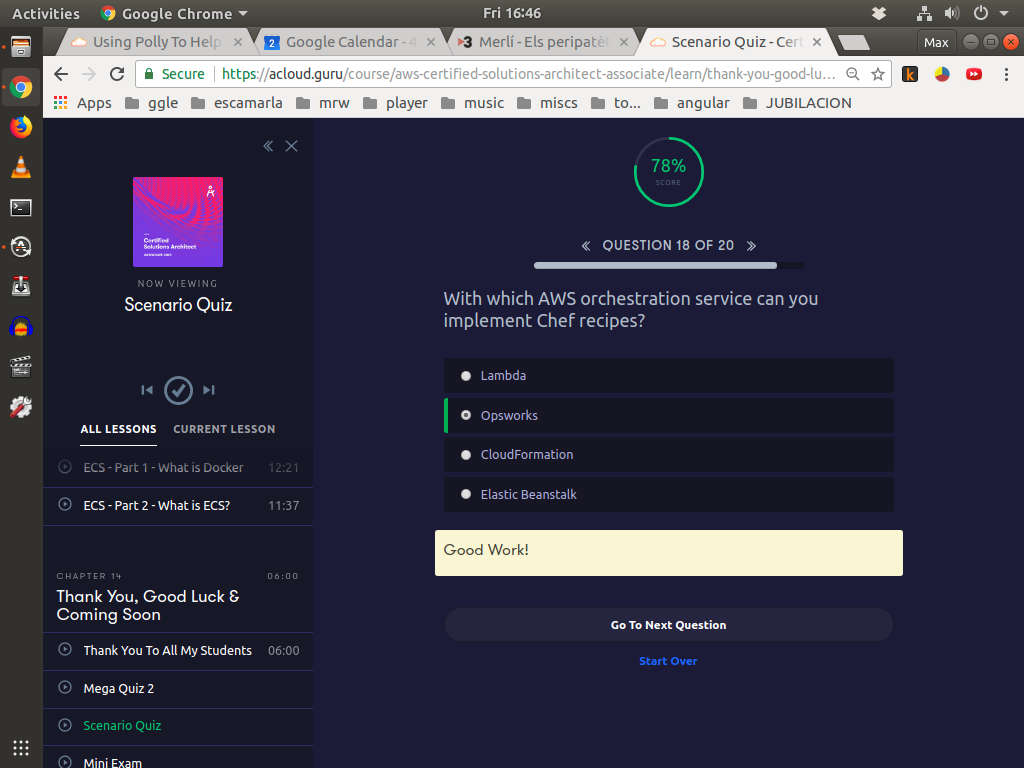 Activities
Google Chrome
Fri 16:46
Using Polly To Help
Google Calendar - 4
Merlí - Els peripatèt
Scenario Quiz - Cert
Max
Secure
https://acloud.guru/course/aws-certified-solutions-architect-associate/learn/thank-you-good-lu...
Apps
ggle
escamarla
mrw
player
music
miscs
to...
angular
JUBILACION
Certified
Solutions Architect
NOW VIEWING
Scenario Quiz
ALL LESSONS
CURRENT LESSON
ECS - Part 1 - What is Docker 12:21
ECS - Part 2 - What is ECS? 11:37
CHAPTER 14 06:00
Thank You, Good Luck &
Coming Soon
Thank You To All My Students 06:00
Mega Quiz 2
Scenario Quiz
Mini Exam
78%
SCORE
« QUESTION 18 OF 20 »
With which AWS orchestration service can you
implement Chef recipes?
Lambda
Opsworks
CloudFormation
Elastic Beanstalk
Good Work!
Go To Next Question
Start Over